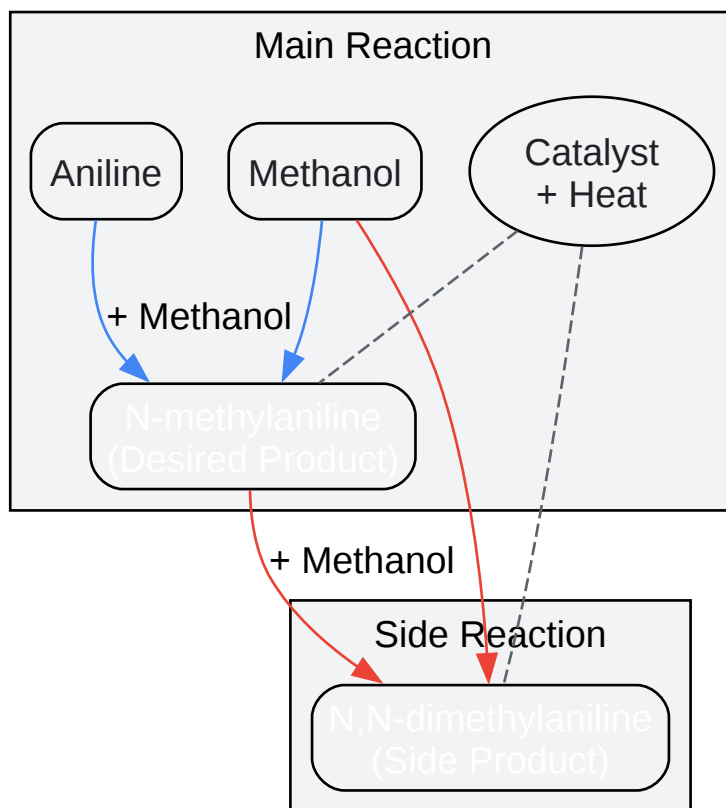 Main Reaction
Aniline
Methanol
Catalyst
+ Heat
+ Methanol
N-methylaniline
(Desired Product)
+ Methanol
Side Reaction
N,N-dimethylaniline
(Side Product)